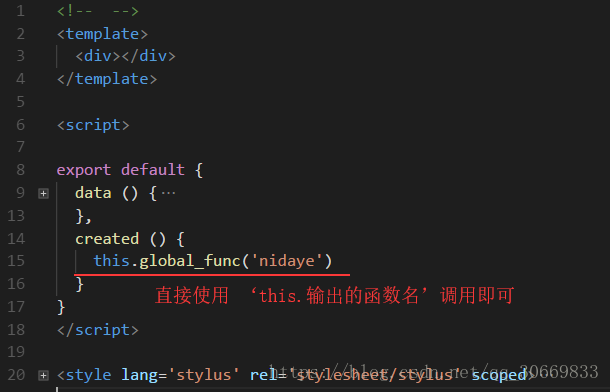 1 <!--  -->
2 <template>
3 <div></div>
4 </template>
5
6 <script>
7
8 export default {
9 data () {···
13 },
14 created () {
15 this.global_func('nidaye')
16 }
直接使用 ‘this.输出的函数名’调用即可
17 }
18 </script>
19
20 <style lang='stylus' rel='stylesheet/stylus' scoped>
https://blog.csdn.net/qq_39669833